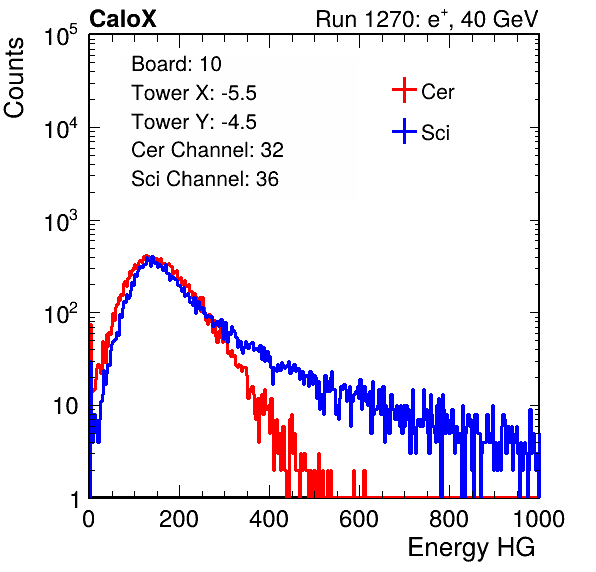 CaloX Run 1270: e⁺, 40 GeV
Counts
Board: 10
Tower X: -5.5
Tower Y: -4.5
Cer Channel: 32
Sci Channel: 36
Cer
Sci
10⁵
10⁴
10³
10²
10
1
0 200 400 600 800 1000
Energy HG